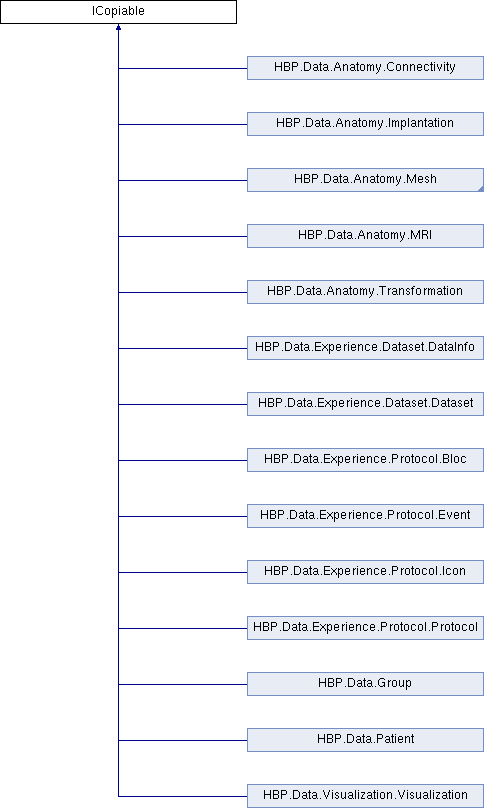 ICopiable
HBP.Data.Anatomy.Connectivity
HBP.Data.Anatomy.Implantation
HBP.Data.Anatomy.Mesh
HBP.Data.Anatomy.MRI
HBP.Data.Anatomy.Transformation
HBP.Data.Experience.Dataset.DataInfo
HBP.Data.Experience.Dataset.Dataset
HBP.Data.Experience.Protocol.Bloc
HBP.Data.Experience.Protocol.Event
HBP.Data.Experience.Protocol.Icon
HBP.Data.Experience.Protocol.Protocol
HBP.Data.Group
HBP.Data.Patient
HBP.Data.Visualization.Visualization